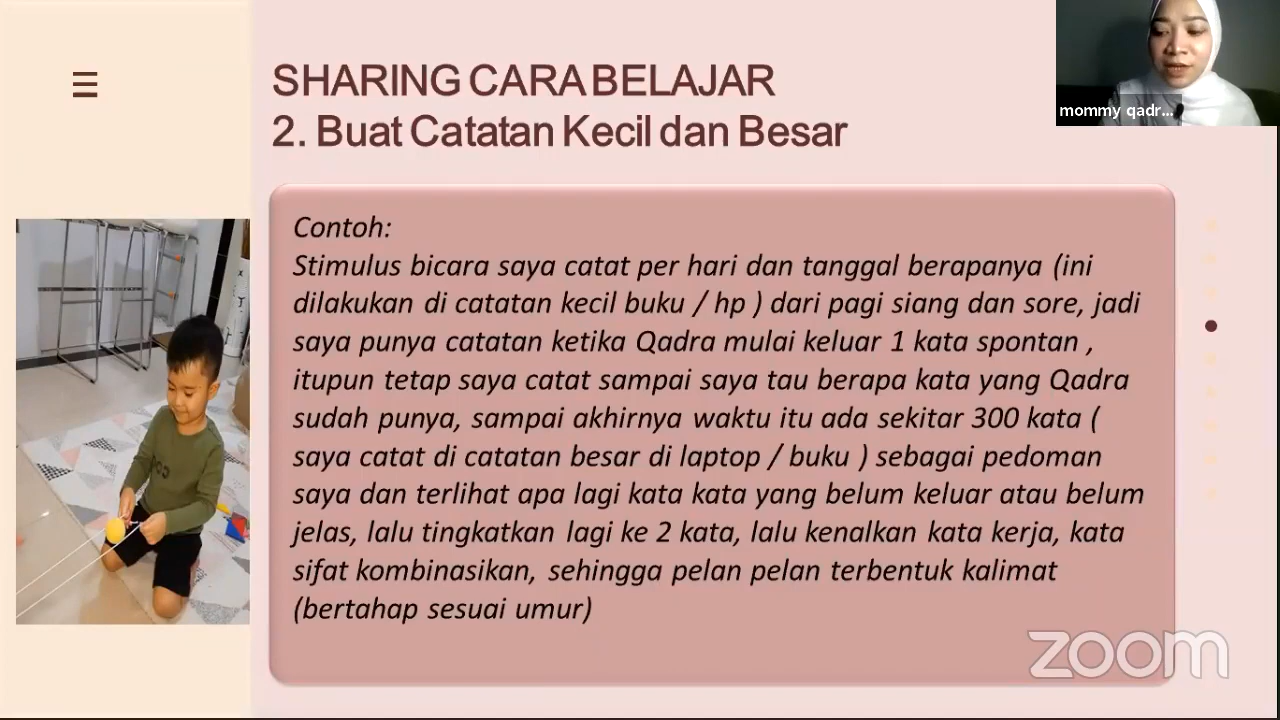 SHARING CARA BELAJAR
2. Buat Catatan Kecil dan Besar
mommy qadr...
Contoh:
Stimulus bicara saya catat per hari dan tanggal berapanya (ini
dilakukan di catatan kecil buku / hp ) dari pagi siang dan sore, jadi
saya punya catatan ketika Qadra mulai keluar 1 kata spontan ,
itupun tetap saya catat sampai saya tau berapa kata yang Qadra
sudah punya, sampai akhirnya waktu itu ada sekitar 300 kata (
saya catat di catatan besar di laptop / buku ) sebagai pedoman
saya dan terlihat apa lagi kata kata yang belum keluar atau belum
jelas, lalu tingkatkan lagi ke 2 kata, lalu kenalkan kata kerja, kata
sifat kombinasikan, sehingga pelan pelan terbentuk kalimat
(bertahap sesuai umur)
zoom